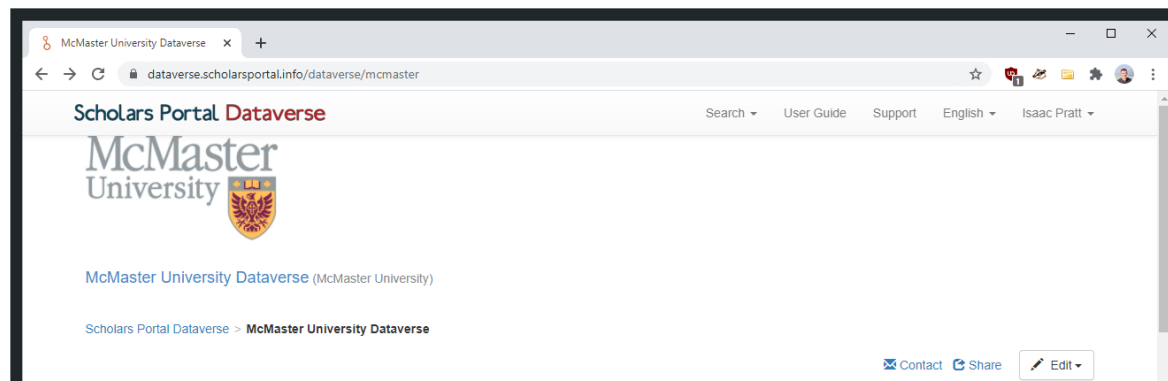 McMaster University Dataverse
dataverse.scholarsportal.info/dataverse/mcmaster
1
Scholars Portal Dataverse
Search User Guide Support English Isaac Pratt
McMaster
University
McMaster University Dataverse (McMaster University)
Scholars Portal Dataverse > McMaster University Dataverse
Contact Share Edit